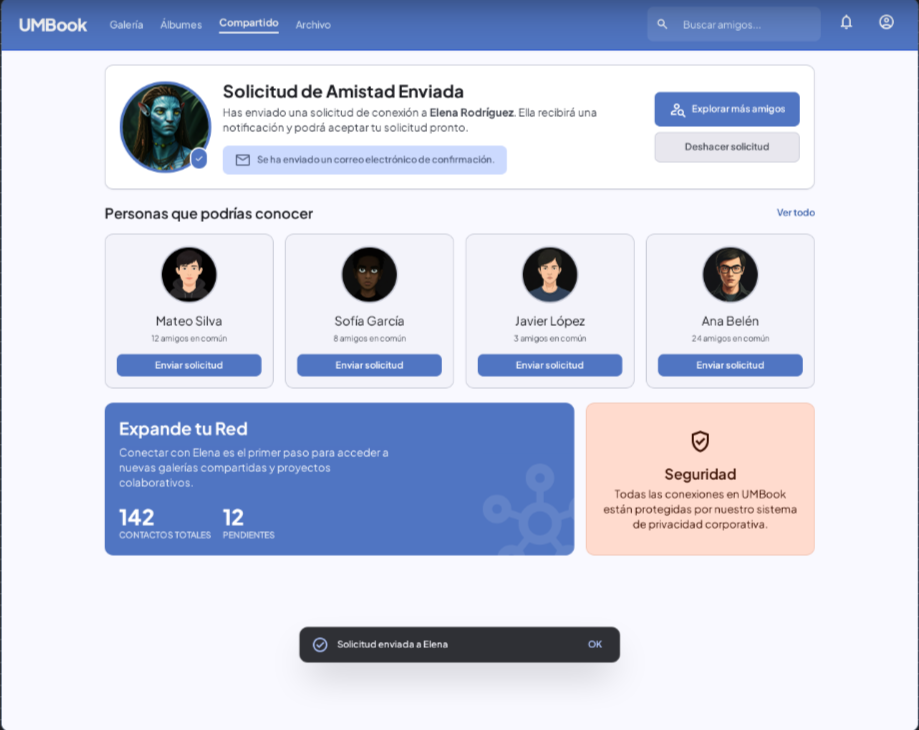 UMBook
Galería
Álbumes
Compartido
Archivo
Buscar amigos...
Solicitud de Amistad Enviada
Has enviado una solicitud de conexión a Elena Rodríguez. Ella recibirá una
notificación y podrá aceptar tu solicitud pronto.
Se ha enviado un correo electrónico de confirmación.
Explorar más amigos
Deshacer solicitud
Personas que podrías conocer
Ver todo
Mateo Silva
12 amigos en común
Enviar solicitud
Sofía García
8 amigos en común
Enviar solicitud
Javier López
3 amigos en común
Enviar solicitud
Ana Belén
24 amigos en común
Enviar solicitud
Expande tu Red
Conectar con Elena es el primer paso para acceder a
nuevas galerías compartidas y proyectos
colaborativos.
142
CONTACTOS TOTALES
12
PENDIENTES
Seguridad
Todas las conexiones en UMBook
están protegidas por nuestro sistema
de privacidad corporativa.
Solicitud enviada a Elena
OK